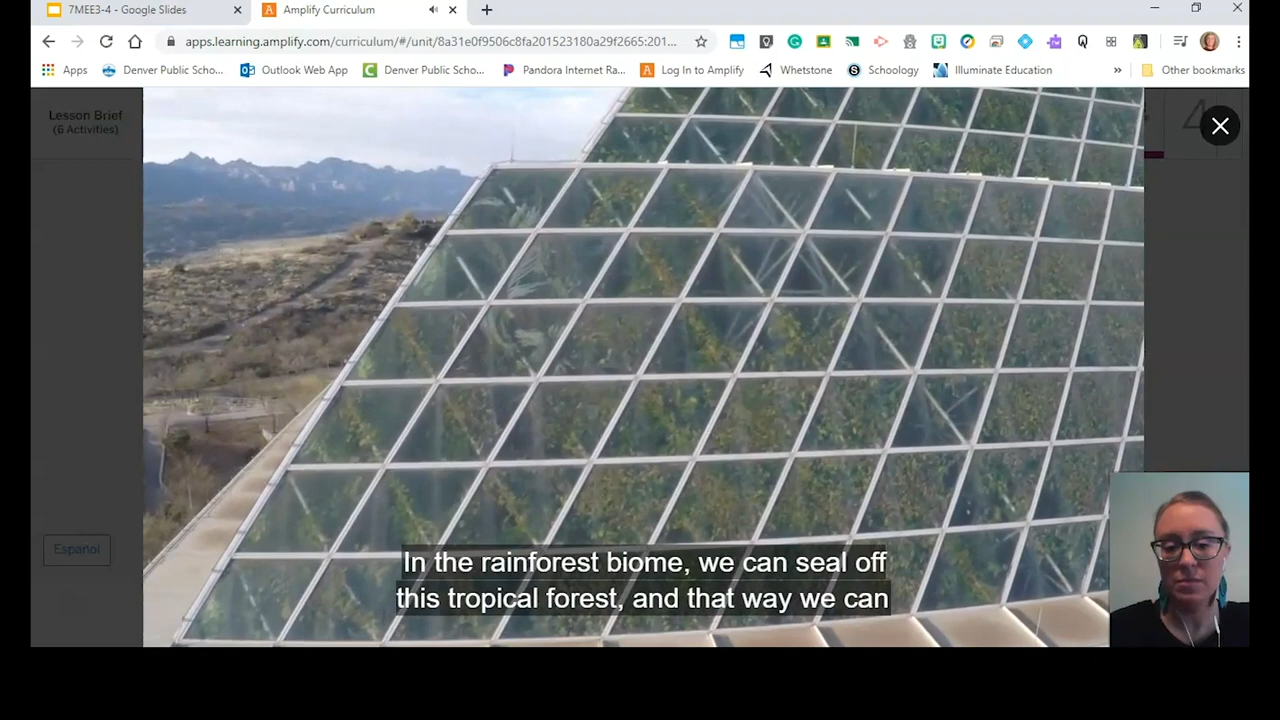 7MEE3-4 - Google Slides
Amplify Curriculum
apps.learning.amplify.com/curriculum/#/unit/8a31e0f9506c8fa201523180a29f2665:201...
Apps
Denver Public Scho...
Outlook Web App
Denver Public Scho...
Pandora Internet Ra...
Log In to Amplify
Whetstone
Schoology
Illuminate Education
Other bookmarks
Lesson Brief
(6 Activities)
4
Español
In the rainforest biome, we can seal off
this tropical forest, and that way we can